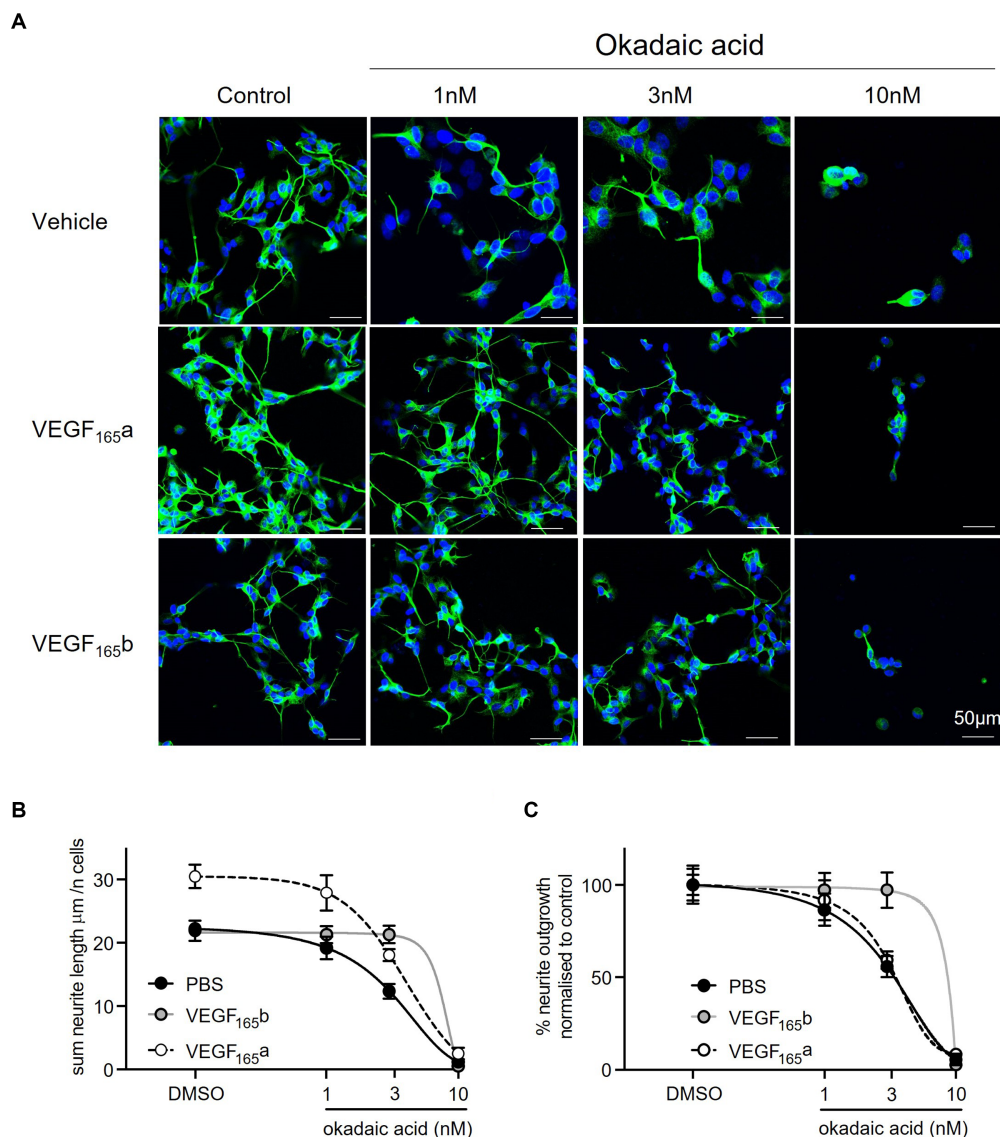 A
Okadaic acid
Control 1nM 3nM 10nM
Vehicle
VEGF₁₆₅a
VEGF₁₆₅b
50µm
B
sum neurite length µm /n cells
30
20
10
0
PBS
VEGF₁₆₅b
VEGF₁₆₅a
DMSO 1 3 10
okadaic acid (nM)
C
% neurite outgrowth
normalised to control
100
50
0
PBS
VEGF₁₆₅b
VEGF₁₆₅a
DMSO 1 3 10
okadaic acid (nM)